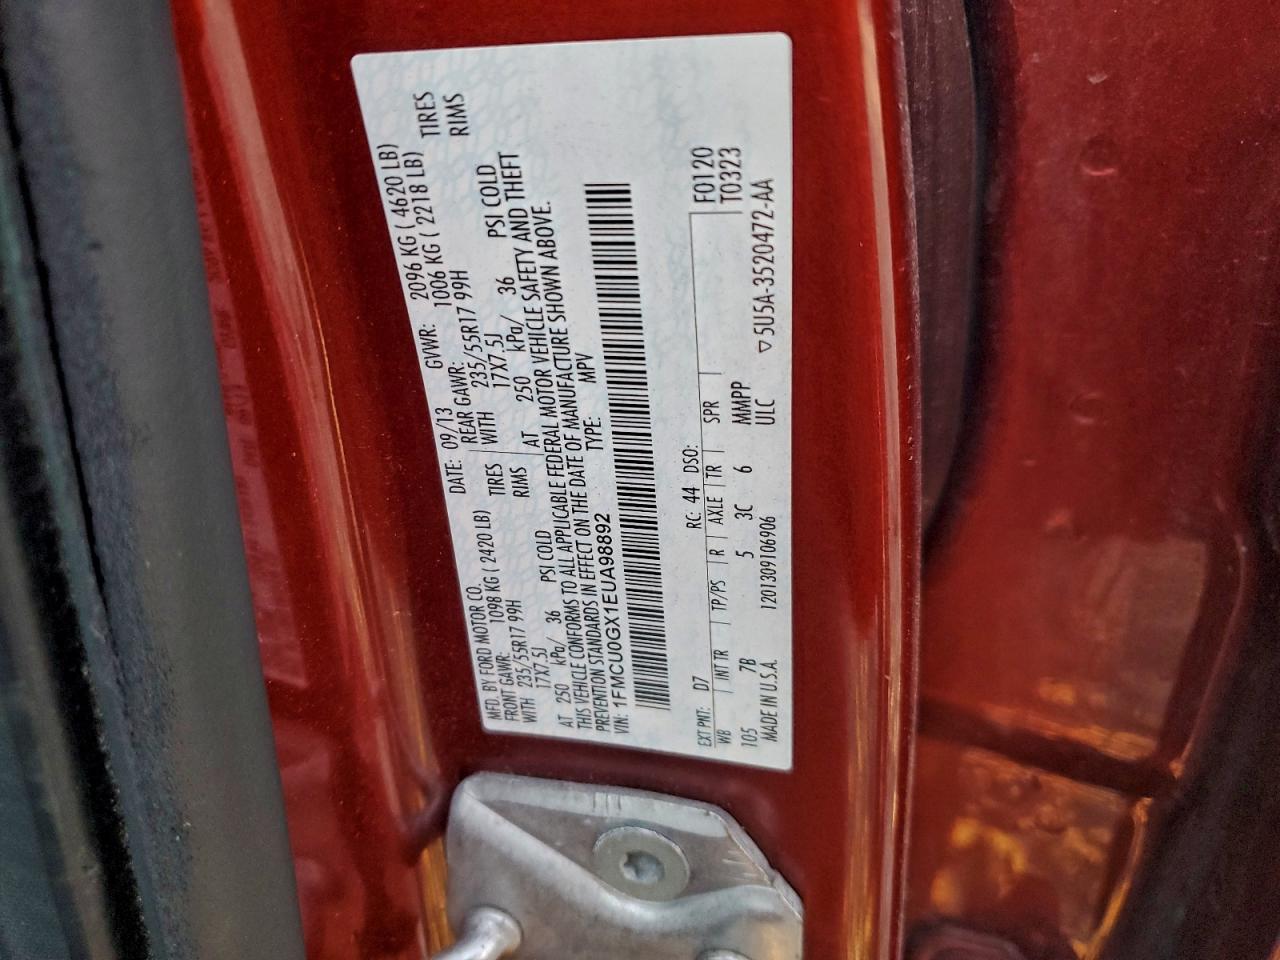 MFD. BY FORD MOTOR CO.
DATE: 09/13 GVWR: 2096 KG ( 4620 LB)
FRONT GAWR: 1098 KG ( 2420 LB)
REAR GAWR: 1006 KG ( 2218 LB)
WITH 235/55R17 99H TIRES
WITH 235/55R17 99H TIRES
17X7.5J RIMS
17X7.5J RIMS
AT 250 kPa/ 36 PSI COLD
AT 250 kPa/ 36 PSI COLD
THIS VEHICLE CONFORMS TO ALL APPLICABLE FEDERAL MOTOR VEHICLE SAFETY AND THEFT
PREVENTION STANDARDS IN EFFECT ON THE DATE OF MANUFACTURE SHOWN ABOVE.
VIN: 1FMCU0GX1EUA98892 TYPE: MPV
EXT PNT: D7 RC: 44 DSO: F0120
WB INT TR TP/PS R AXLE TR SPR T0323
105 7B 5 3C 6 MMPP
MADE IN U.S.A. 1201309106906 ULC ▽5U5A-3520472-AA